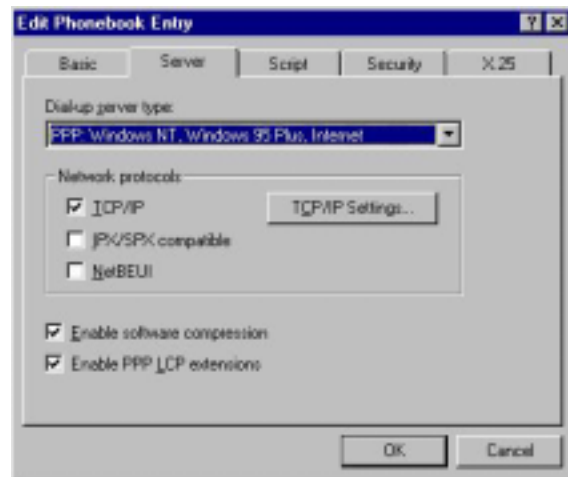 Edit Phonebook Entry
Basic Server Script Security X.25
Dial-up server type:
PPP: Windows NT, Windows 95 Plus, Internet
Network protocols
TCP/IP TCP/IP Settings...
IPX/SPX compatible
NetBEUI
Enable software compression
Enable PPP LCP extensions
OK Cancel